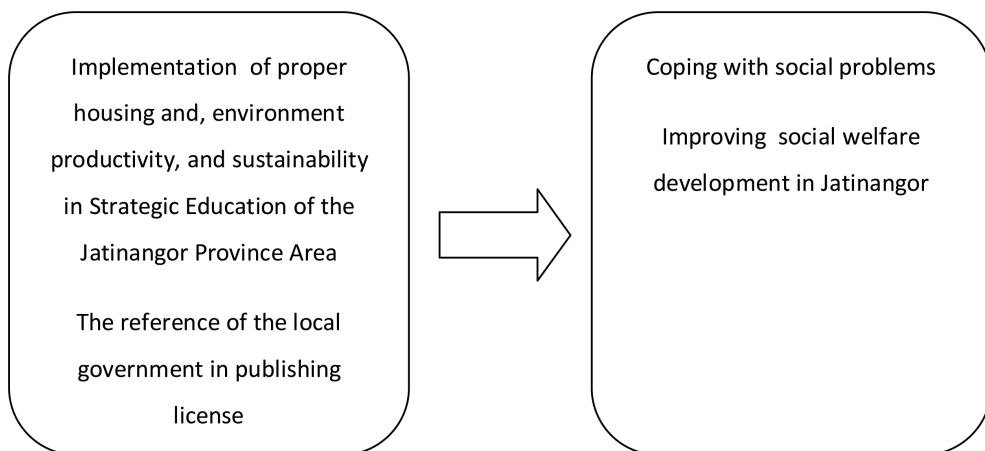 Implementation of proper
housing and, environment
productivity, and sustainability
in Strategic Education of the
Jatinangor Province Area
The reference of the local
government in publishing
license
Coping with social problems
Improving social welfare
development in Jatinangor